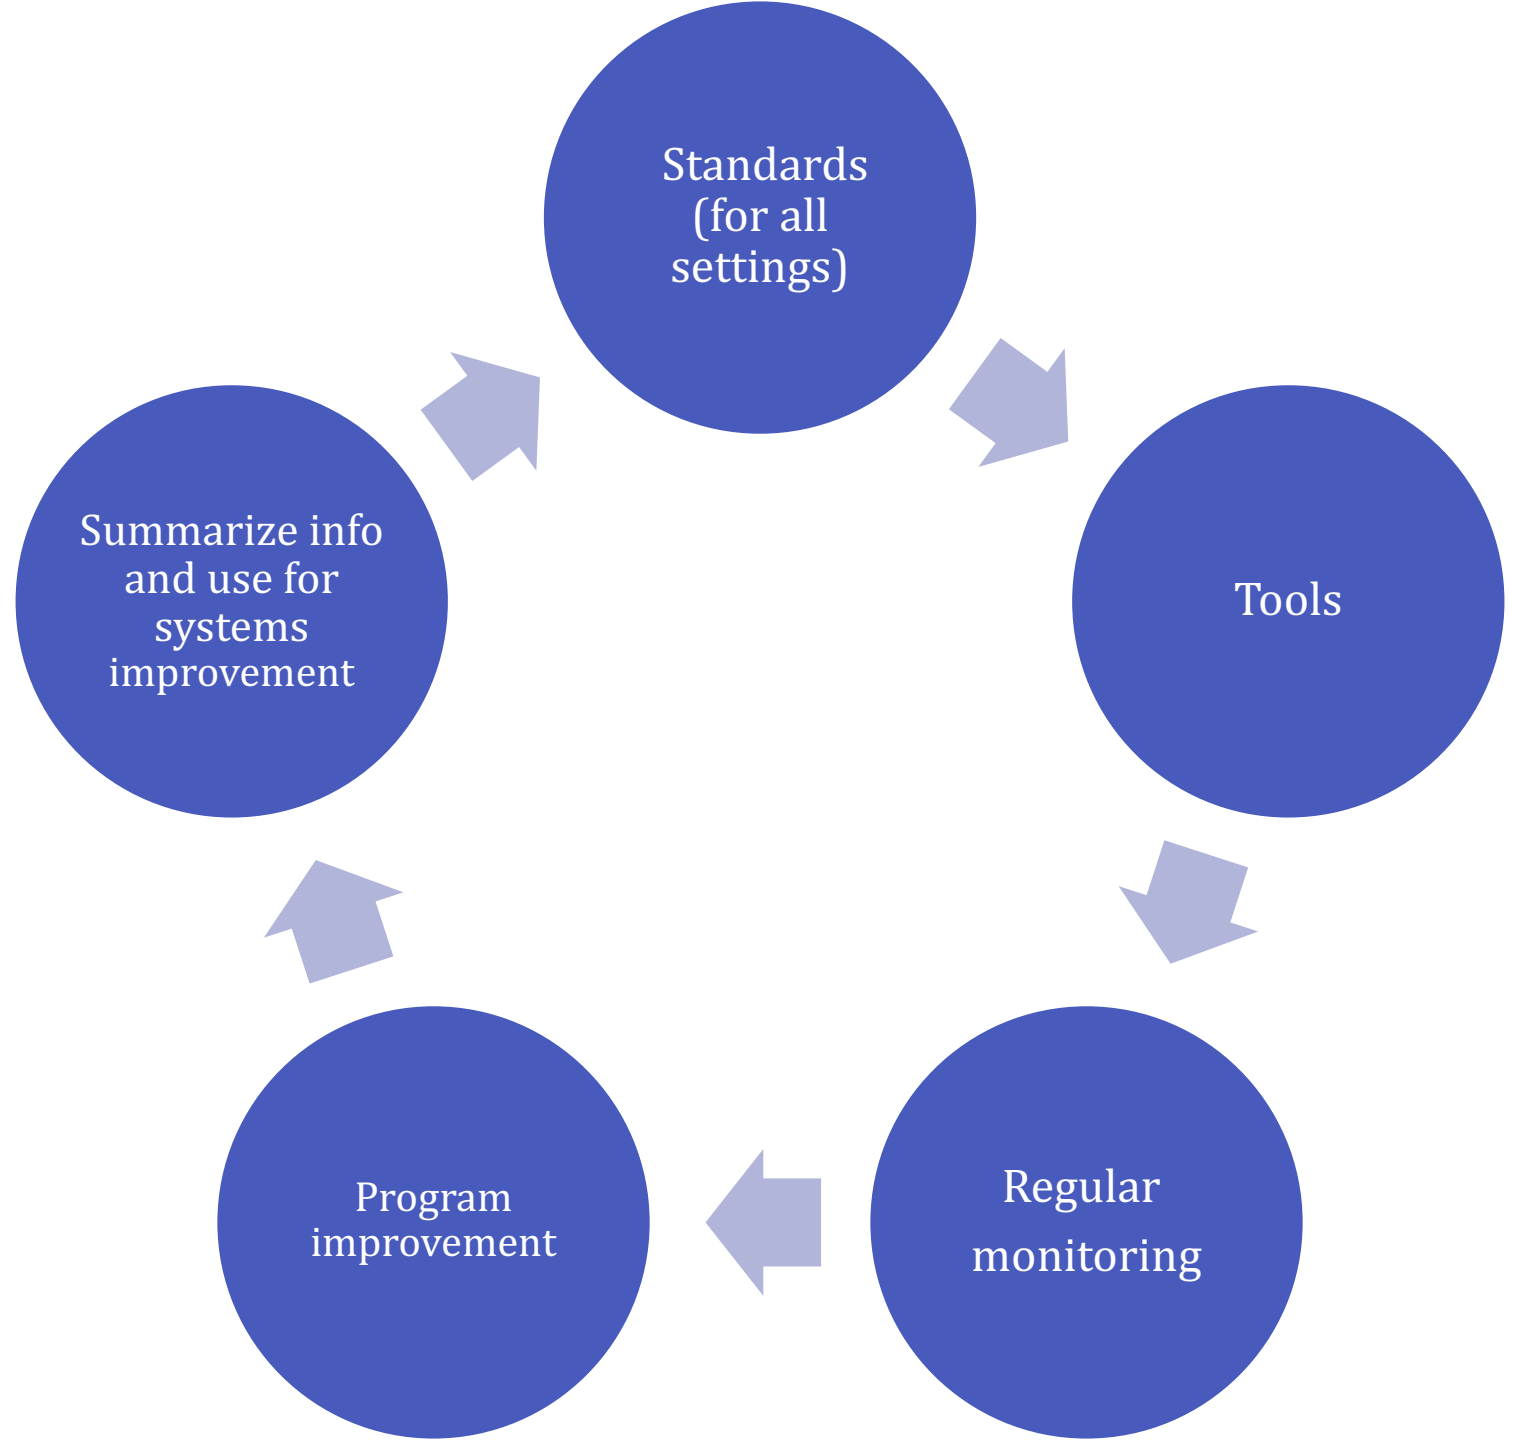 Standards
(for all
settings)
Tools
Regular
monitoring
Program
improvement
Summarize info
and use for
systems
improvement